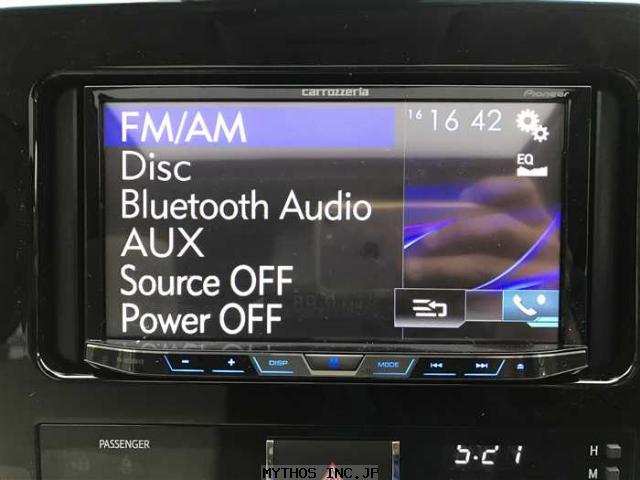 carrozzeria
Pioneer
FM/AM
16 16 42
Disc
EQ
Bluetooth Audio
AUX
Source OFF
Power OFF
- + DISP MODE
PASSENGER
5:21
H
M
MYTHOS INC.JP